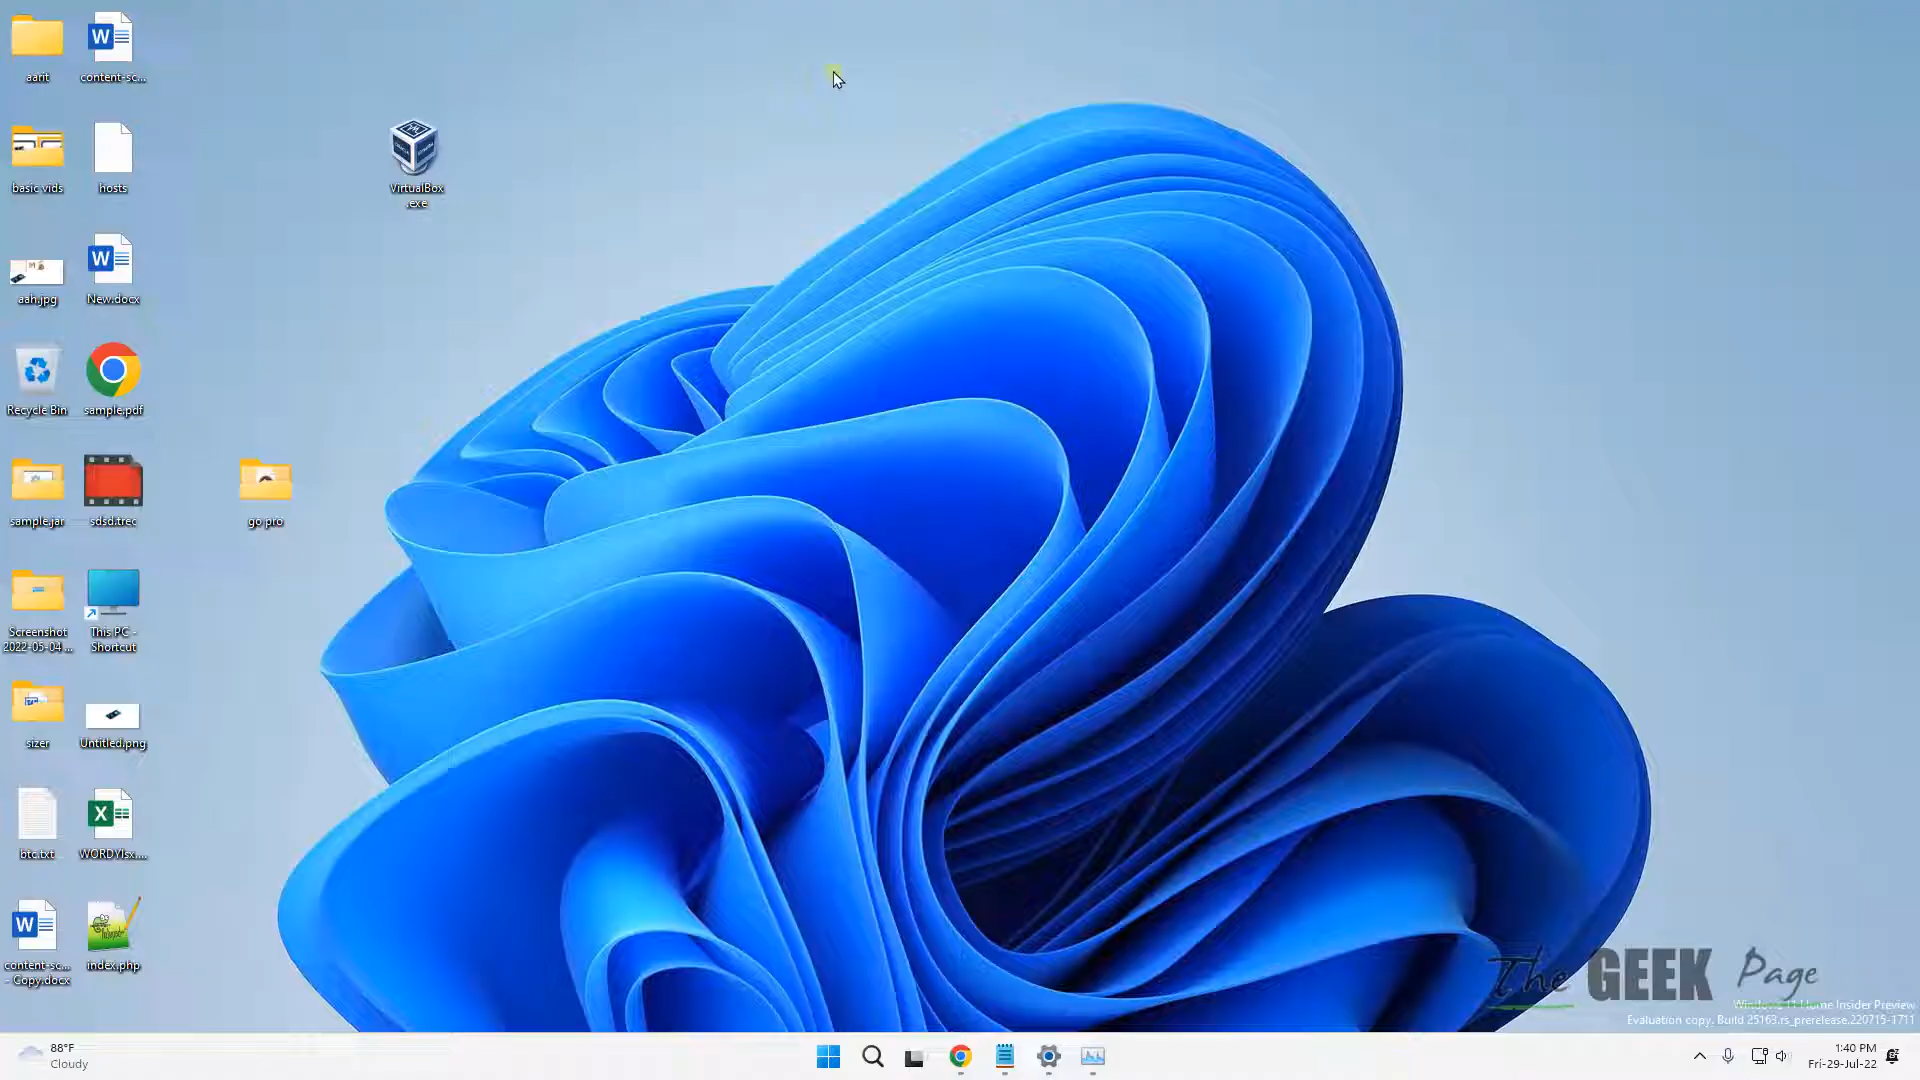 aarit
content-sc...
basic vids
hosts
VirtualBox
.exe
aah.jpg
New.docx
Recycle Bin
sample.pdf
sample.jar
sdsd.trec
go pro
Screenshot
2022-05-04 ...
This PC -
Shortcut
sizer
Untitled.png
btc.txt
WORDYlsx....
content-sc...
- Copy.docx
index.php
The GEEK Page
Windows 11 Home Insider Preview
Evaluation copy. Build 25163.rs_prerelease.220715-1711
88°F
Cloudy
1:40 PM
Fri-29-Jul-22